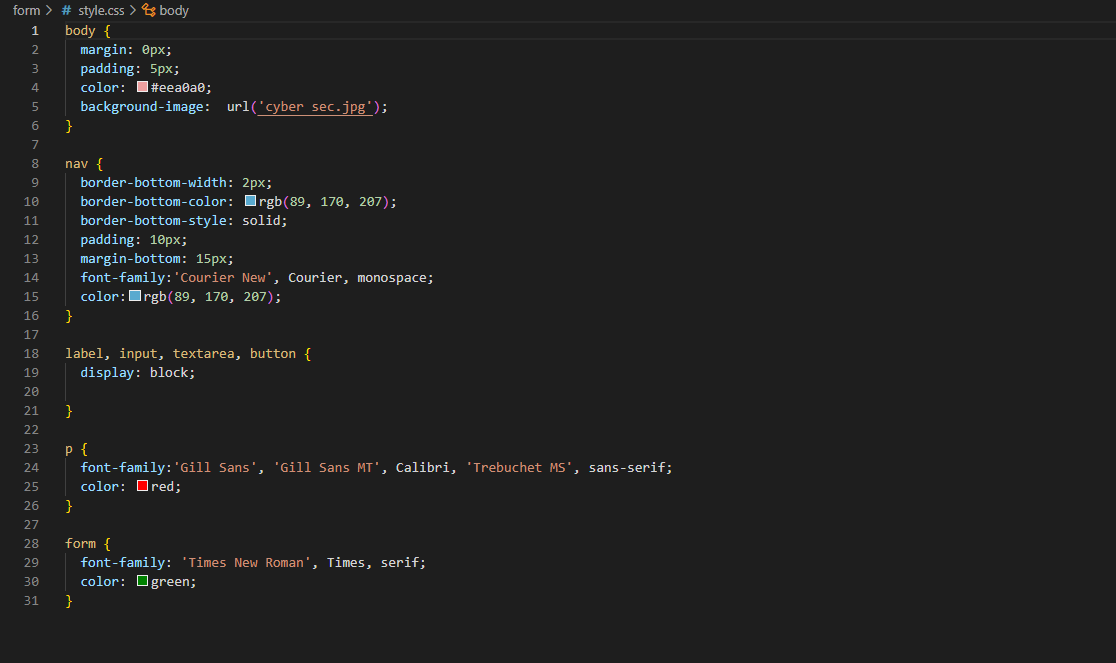 form > # style.css > body
1 body {
2   margin: 0px;
3   padding: 5px;
4   color: #eea0a0;
5   background-image:  url('cyber sec.jpg');
6 }
7
8 nav {
9   border-bottom-width: 2px;
10   border-bottom-color: rgb(89, 170, 207);
11   border-bottom-style: solid;
12   padding: 10px;
13   margin-bottom: 15px;
14   font-family:'Courier New', Courier, monospace;
15   color:rgb(89, 170, 207);
16 }
17
18 label, input, textarea, button {
19   display: block;
20
21 }
22
23 p {
24   font-family:'Gill Sans', 'Gill Sans MT', Calibri, 'Trebuchet MS', sans-serif;
25   color: red;
26 }
27
28 form {
29   font-family: 'Times New Roman', Times, serif;
30   color: green;
31 }